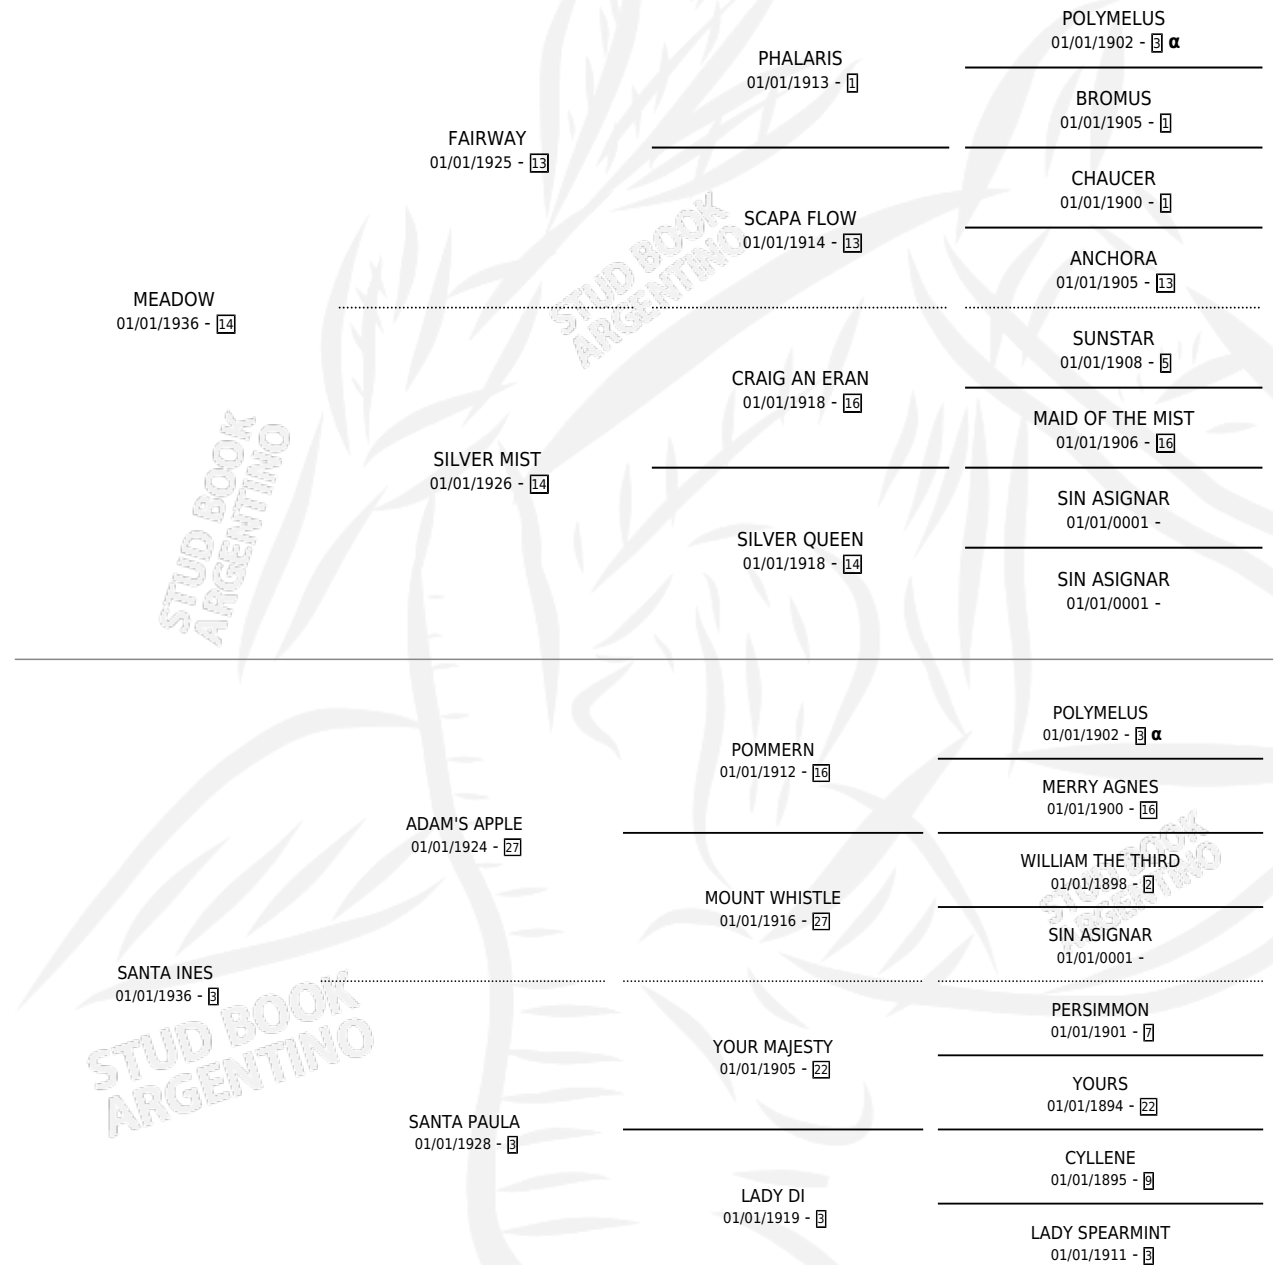 POLYMELUS
01/01/1902 - 3 α
PHALARIS
01/01/1913 - 1
BROMUS
01/01/1905 - 1
FAIRWAY
01/01/1925 - 13
CHAUCER
01/01/1900 - 1
SCAPA FLOW
01/01/1914 - 13
ANCHORA
01/01/1905 - 13
MEADOW
01/01/1936 - 14
SUNSTAR
01/01/1908 - 5
CRAIG AN ERAN
01/01/1918 - 16
MAID OF THE MIST
01/01/1906 - 16
SILVER MIST
01/01/1926 - 14
SIN ASIGNAR
01/01/0001 -
SILVER QUEEN
01/01/1918 - 14
SIN ASIGNAR
01/01/0001 -
POLYMELUS
01/01/1902 - 3 α
POMMERN
01/01/1912 - 16
MERRY AGNES
01/01/1900 - 16
ADAM'S APPLE
01/01/1924 - 27
WILLIAM THE THIRD
01/01/1898 - 2
MOUNT WHISTLE
01/01/1916 - 27
SIN ASIGNAR
01/01/0001 -
SANTA INES
01/01/1936 - 3
PERSIMMON
01/01/1901 - 7
YOUR MAJESTY
01/01/1905 - 22
YOURS
01/01/1894 - 22
SANTA PAULA
01/01/1928 - 3
CYLLENE
01/01/1895 - 9
LADY DI
01/01/1919 - 3
LADY SPEARMINT
01/01/1911 - 3
STUD BOOK
ARGENTINO
STUD BOOK
ARGENTINO
STUD BOOK
ARGENTINO
STUD BOOK
ARGENTINO